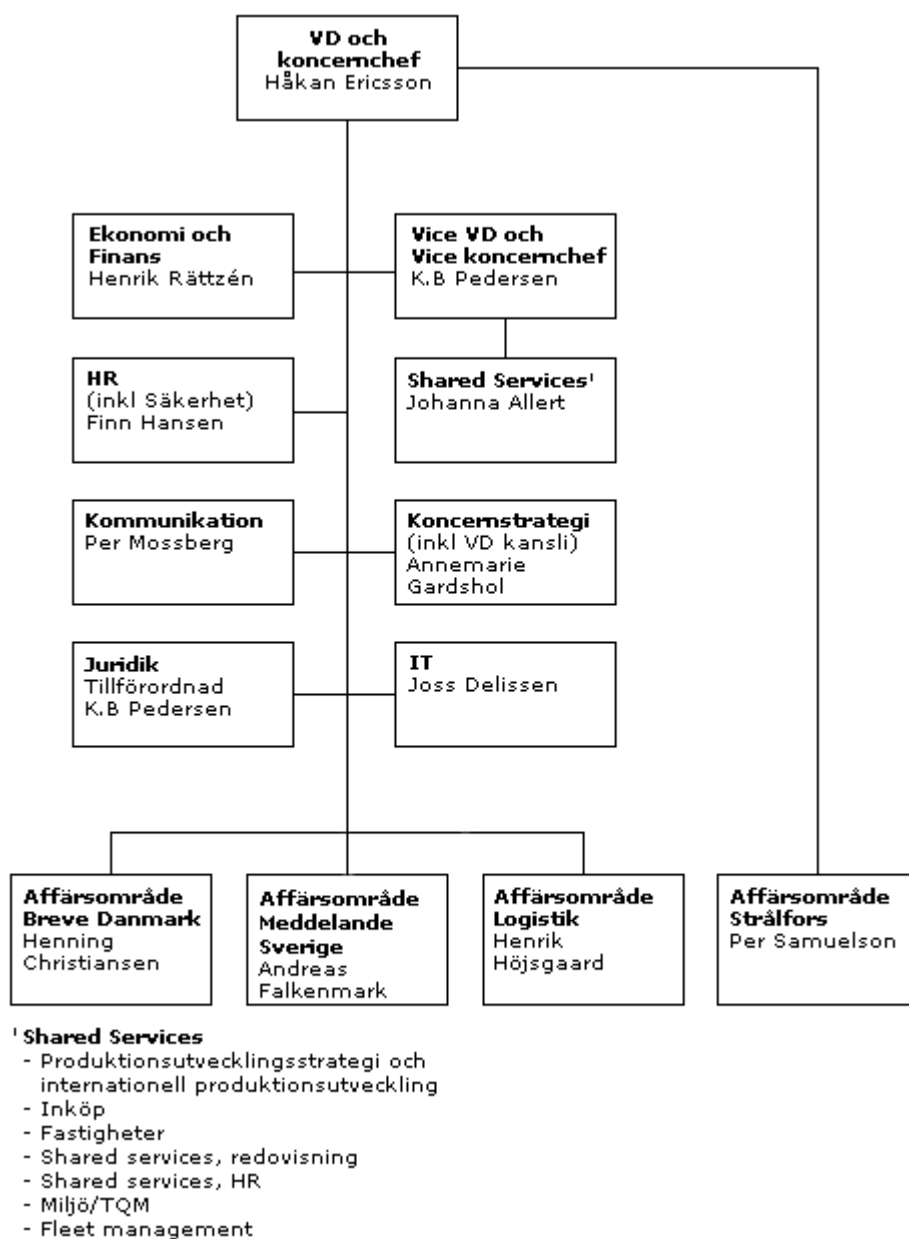 VD och
koncernchef
Håkan Ericsson
Ekonomi och
Finans
Henrik Rättzén
Vice VD och
Vice koncernchef
K.B Pedersen
HR
(inkl Säkerhet)
Finn Hansen
Shared Services¹
Johanna Allert
Kommunikation
Per Mossberg
Koncernstrategi
(inkl VD kansli)
Annemarie
Gardshol
Juridik
Tillförordnad
K.B Pedersen
IT
Joss Delissen
Affärsområde
Breve Danmark
Henning
Christiansen
Affärsområde
Meddelande
Sverige
Andreas
Falkenmark
Affärsområde
Logistik
Henrik
Höjsgaard
Affärsområde
Strålfors
Per Samuelson
¹ Shared Services
- Produktionsutvecklingsstrategi och
internationell produktionsutveckling
- Inköp
- Fastigheter
- Shared services, redovisning
- Shared services, HR
- Miljö/TQM
- Fleet management